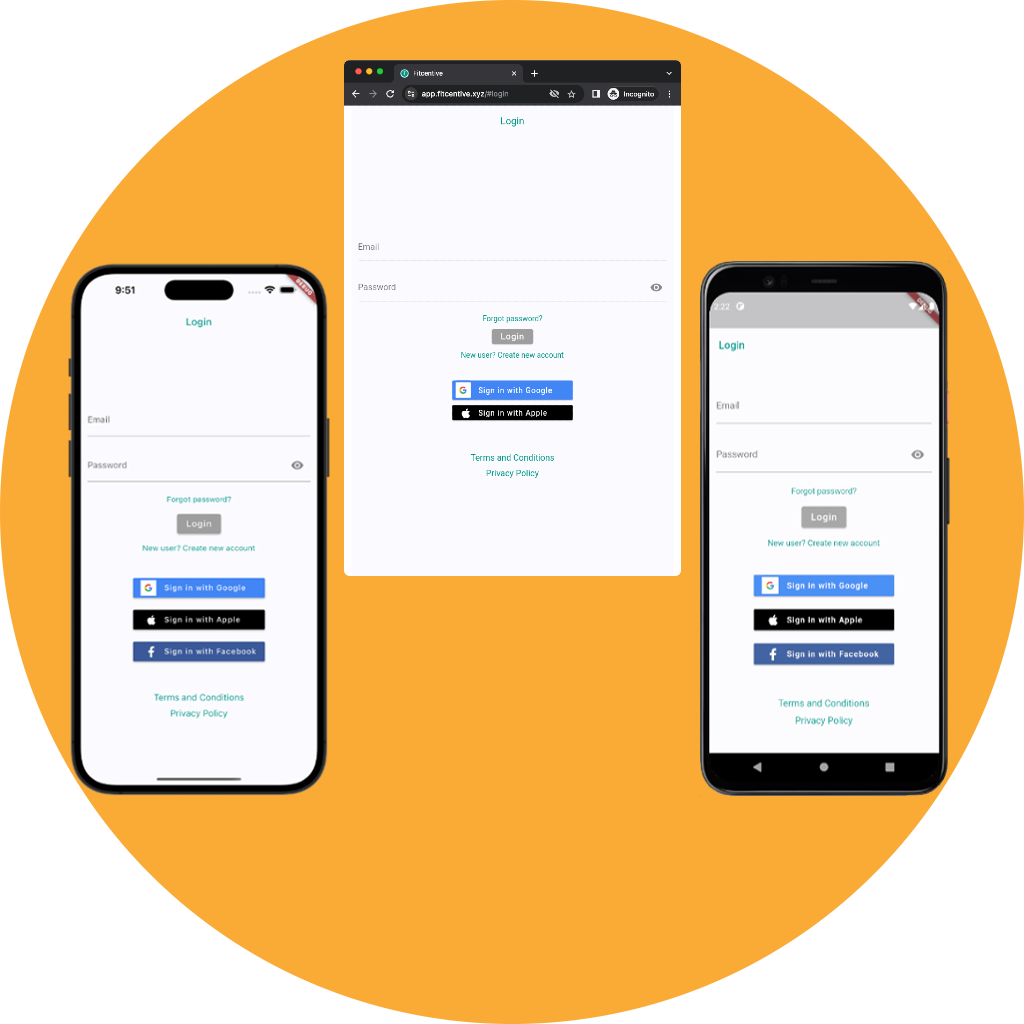 Fitcentive
app.fitcentive.xyz/#login
Incognito
Login
Email
Password
Forgot password?
Login
New user? Create new account
Sign in with Google
Sign in with Apple
Terms and Conditions
Privacy Policy
9:51
Login
Email
Password
Forgot password?
Login
New user? Create new account
Sign in with Google
Sign in with Apple
Sign in with Facebook
Terms and Conditions
Privacy Policy
2:22
Login
Email
Password
Forgot password?
Login
New user? Create new account
Sign in with Google
Sign in with Apple
Sign in with Facebook
Terms and Conditions
Privacy Policy